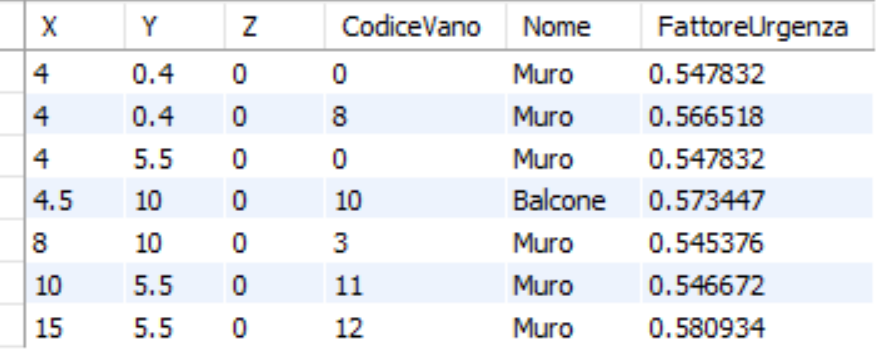 X Y Z CodiceVano Nome FattoreUrgenza
4 0.4 0 0 Muro 0.547832
4 0.4 0 8 Muro 0.566518
4 5.5 0 0 Muro 0.547832
4.5 10 0 10 Balcone 0.573447
8 10 0 3 Muro 0.545376
10 5.5 0 11 Muro 0.546672
15 5.5 0 12 Muro 0.580934